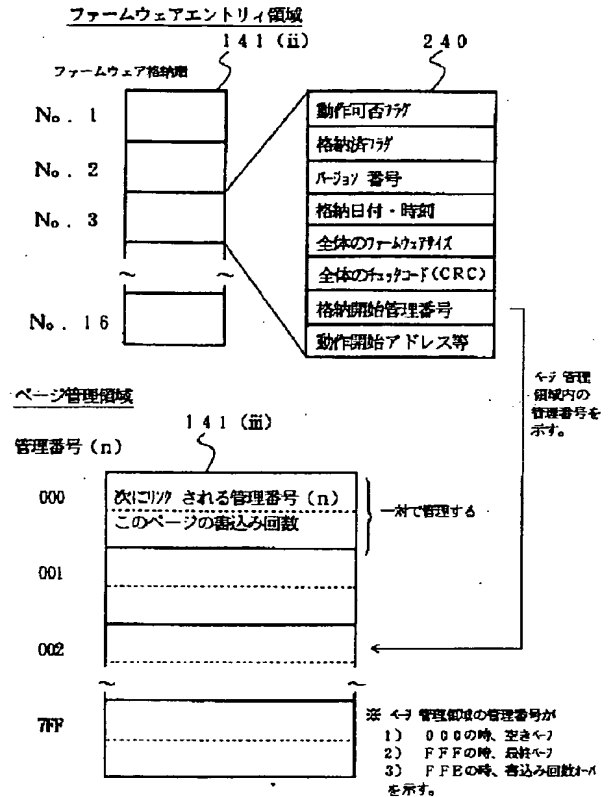 ファームウェアエントリィ領域
141(ii)
240
ファームウェア格納順
No. 1
No. 2
No. 3
No. 16
動作可否フラグ
格納済フラグ
バージョン 番号
格納日付・時刻
全体のファームウェアサイズ
全体のチェックコード(CRC)
格納開始管理番号
動作開始アドレス等
ページ 管理
領域内の
管理番号を
示す。
ページ管理領域
141(iii)
管理番号(n)
000
次にリンク される管理番号(n)
このページの書込み回数
一対で管理する
001
002
7FF
※ ページ 管理領域の管理番号が
1) 000の時、空きページ
2) FFFの時、最終ページ
3) FFEの時、書込み回数オーバ
を示す。